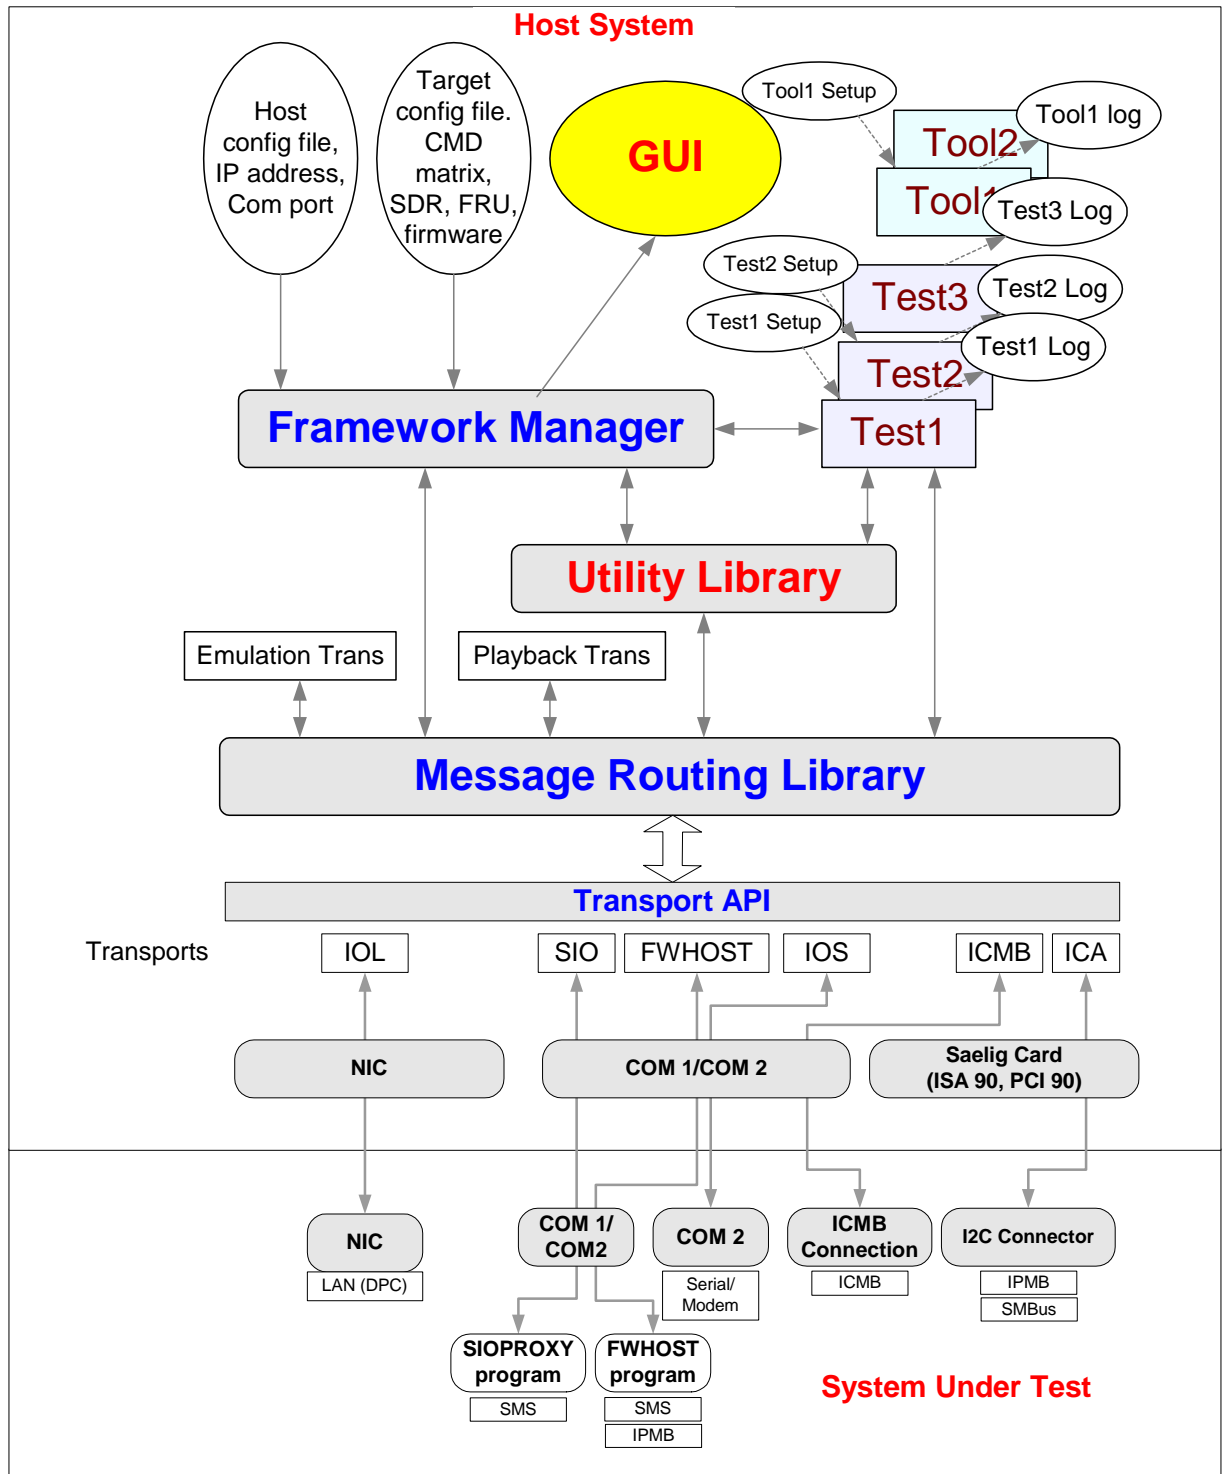 Host System
Host
config file,
IP address,
Com port
Target
config file.
CMD
matrix,
SDR, FRU,
firmware
GUI
Tool1 Setup
Tool1 log
Tool2
Tool1
Test3 Log
Test2 Setup
Test3
Test2 Log
Test1 Setup
Test1 Log
Test2
Test1
Framework Manager
Utility Library
Emulation Trans
Playback Trans
Message Routing Library
Transport API
Transports
IOL
SIO
FWHOST
IOS
ICMB
ICA
NIC
COM 1/COM 2
Saelig Card
(ISA 90, PCI 90)
NIC
LAN (DPC)
COM 1/
COM2
COM 2
Serial/
Modem
ICMB
Connection
ICMB
I2C Connector
IPMB
SMBus
SIOPROXY
program
SMS
FWHOST
program
SMS
IPMB
System Under Test